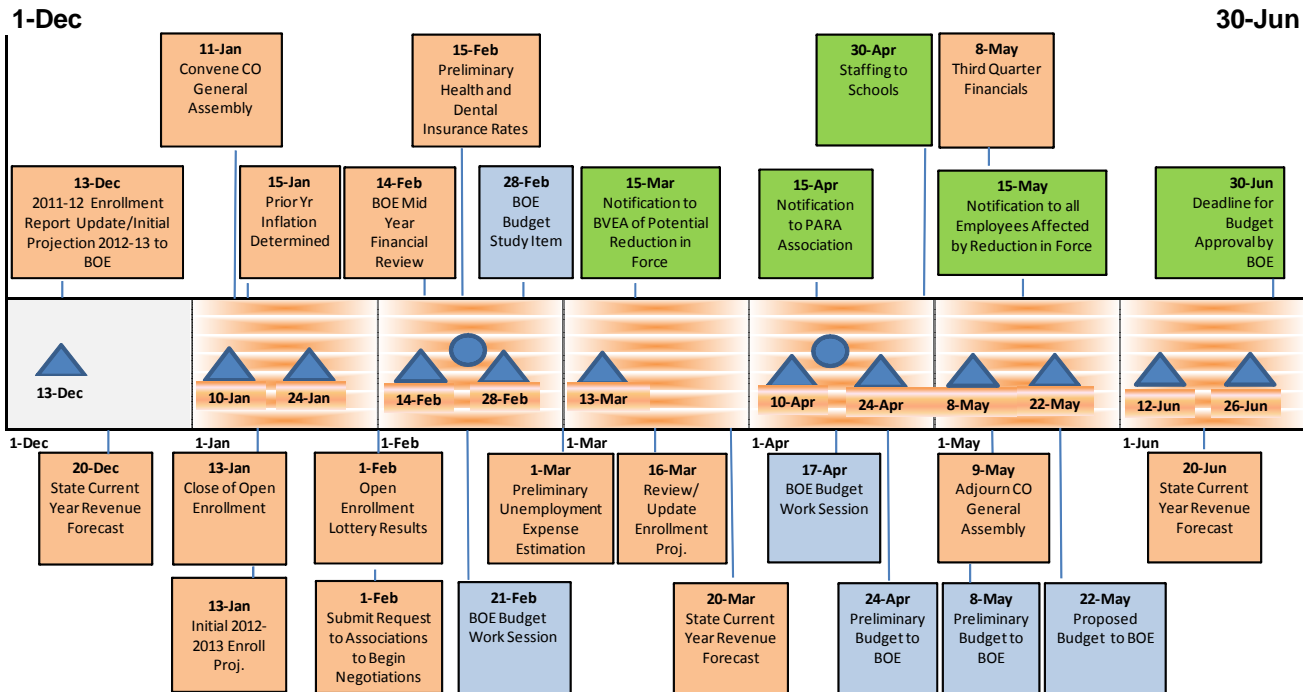 1-Dec
30-Jun
11-Jan
Convene CO
General
Assembly
15-Feb
Preliminary
Health and
Dental
Insurance Rates
30-Apr
Staffing to
Schools
8-May
Third Quarter
Financials
13-Dec
2011-12 Enrollment
Report Update/Initial
Projection 2012-13 to
BOE
15-Jan
Prior Yr
Inflation
Determined
14-Feb
BOE Mid
Year
Financial
Review
28-Feb
BOE
Budget
Study Item
15-Mar
Notification to
BVEA of Potential
Reduction in
Force
15-Apr
Notification
to PARA
Association
15-May
Notification to all
Employees Affected
by Reduction in Force
30-Jun
Deadline for
Budget
Approval by
BOE
13-Dec
10-Jan
24-Jan
14-Feb
28-Feb
13-Mar
10-Apr
24-Apr
8-May
22-May
12-Jun
26-Jun
1-Dec
1-Jan
1-Feb
1-Mar
1-Apr
1-May
1-Jun
20-Dec
State Current
Year Revenue
Forecast
13-Jan
Close of Open
Enrollment
1-Feb
Open
Enrollment
Lottery Results
1-Mar
Preliminary
Unemployment
Expense
Estimation
16-Mar
Review/
Update
Enrollment
Proj.
17-Apr
BOE Budget
Work Session
9-May
Adjourn CO
General
Assembly
20-Jun
State Current
Year Revenue
Forecast
13-Jan
Initial 2012-
2013 Enroll
Proj.
1-Feb
Submit Request
to Associations
to Begin
Negotiations
21-Feb
BOE Budget
Work Session
20-Mar
State Current
Year Revenue
Forecast
24-Apr
Preliminary
Budget to
BOE
8-May
Preliminary
Budget to
BOE
22-May
Proposed
Budget to BOE